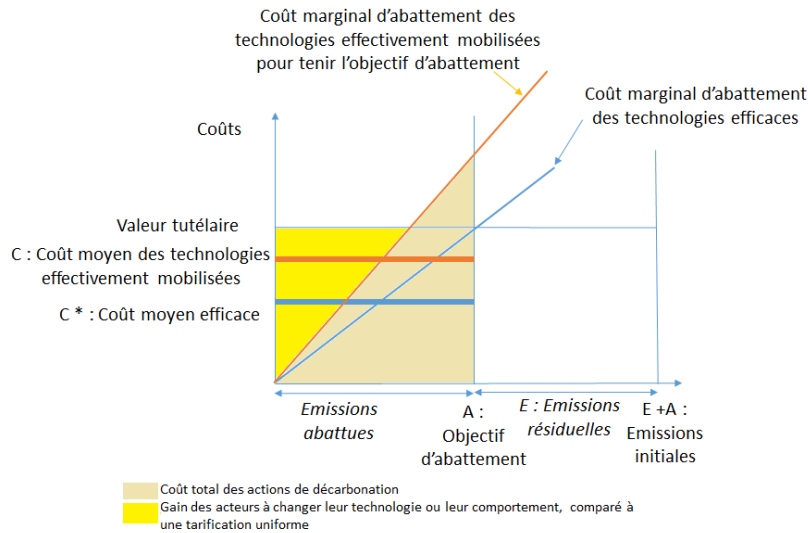 Coût marginal d'abattement des
technologies effectivement mobilisées
pour tenir l'objectif d'abattement
Coût marginal d'abattement
des technologies efficaces
Coûts
Valeur tutélaire
C : Coût moyen des technologies
effectivement mobilisées
C * : Coût moyen efficace
Emissions
abattues
A :
Objectif
d'abattement
E : Emissions
résiduelles
E +A :
Emissions
initiales
Coût total des actions de décarbonation
Gain des acteurs à changer leur technologie ou leur comportement, comparé à
une tarification uniforme